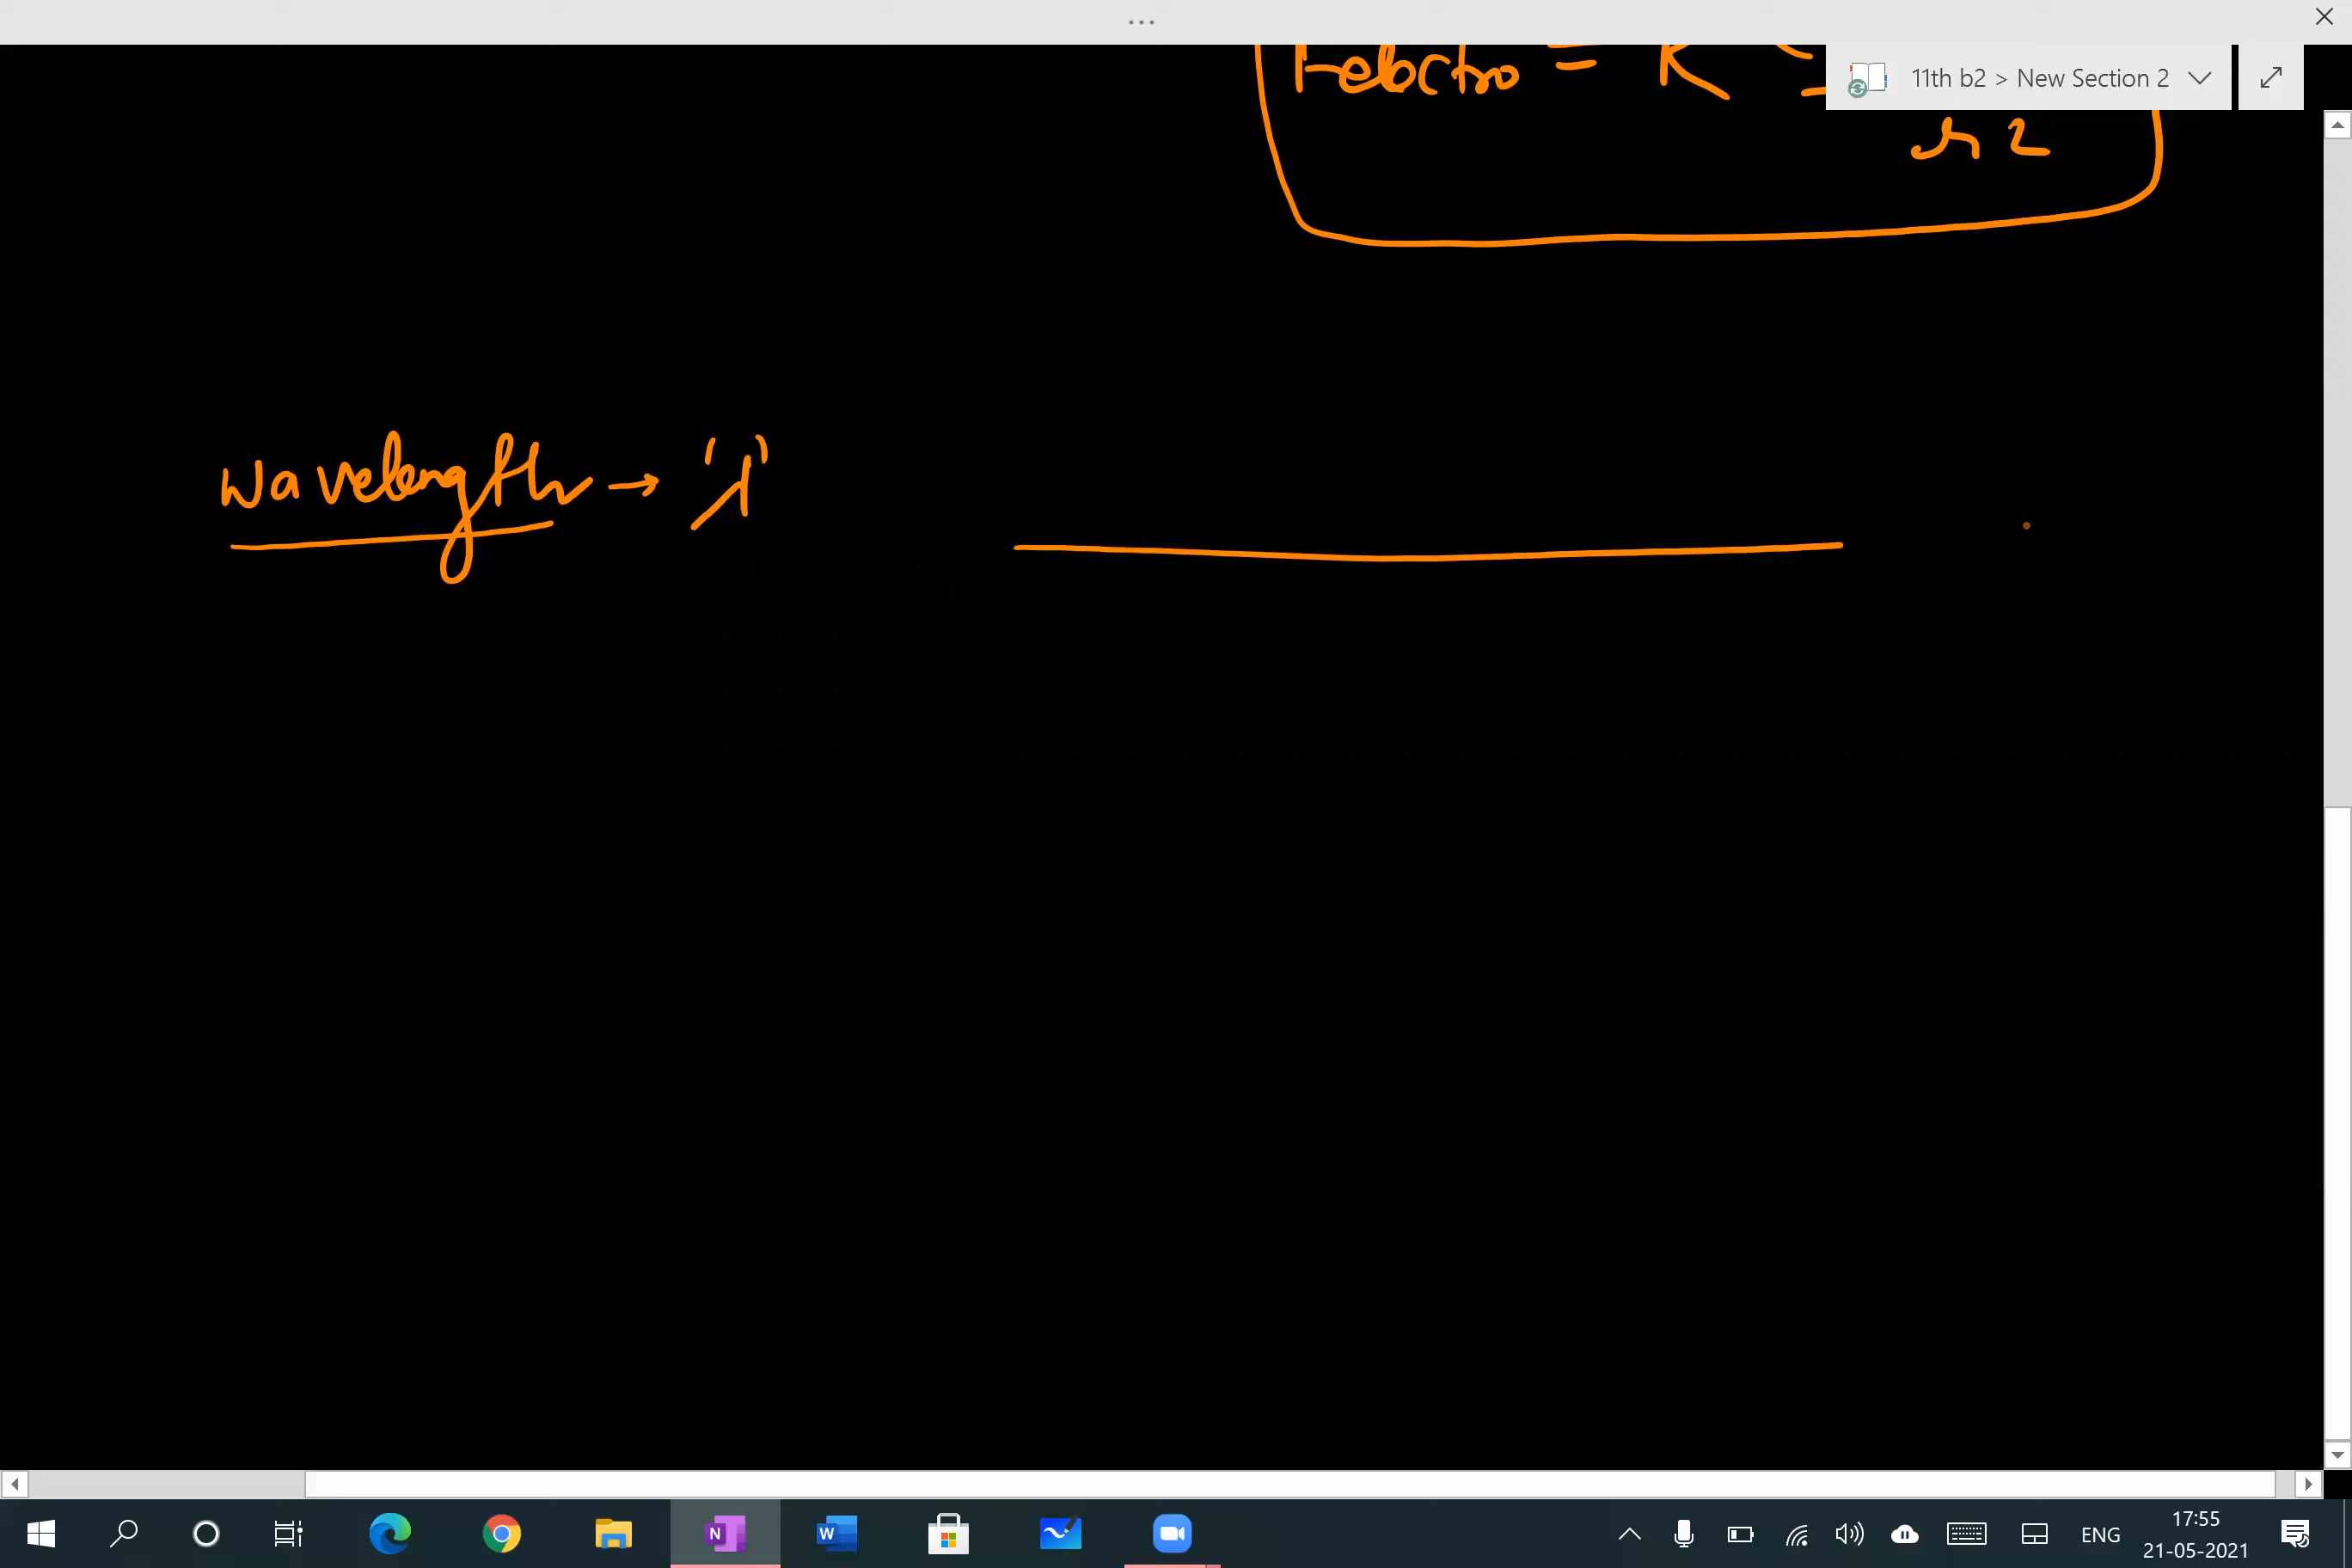 11th b2 > New Section 2
Felectro = K
r2
wavelength → 'λ'
ENG
17:55
21-05-2021